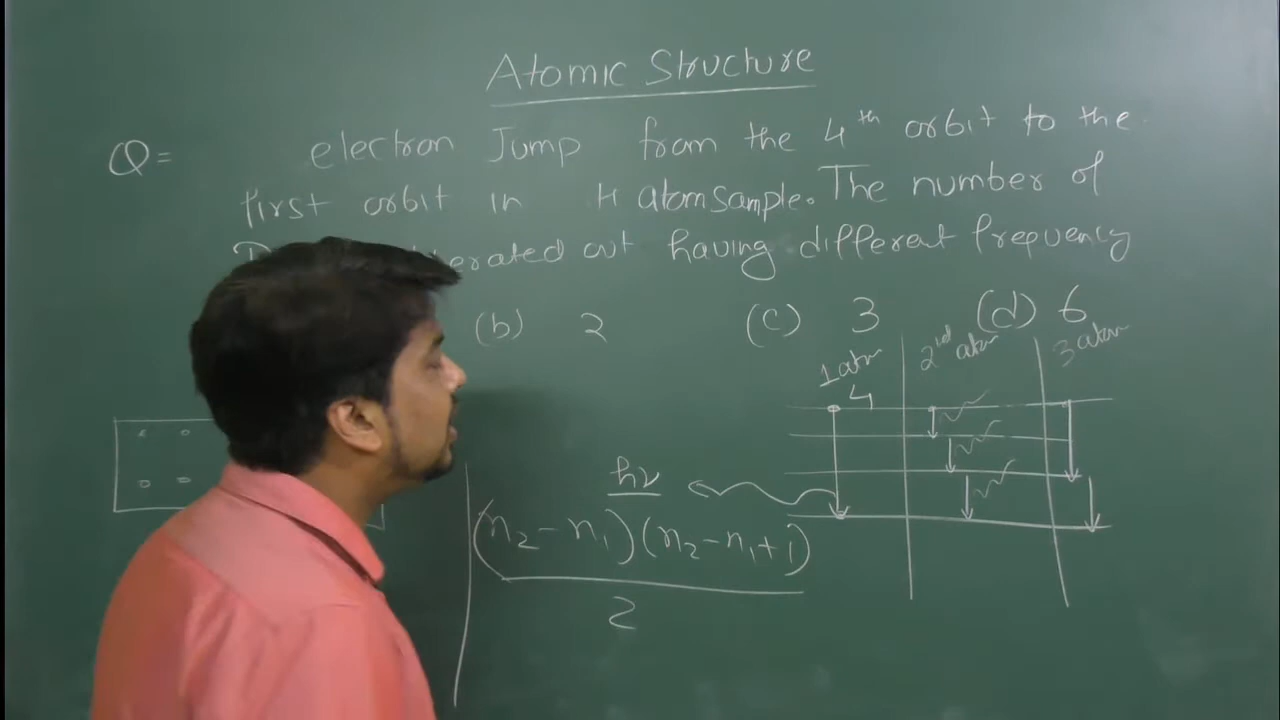 Atomic Structure
Q= electron Jump from the 4th orbit to the
first orbit in H atom sample. The number of
out having different frequency
(b) 2 (c) 3 (d) 6
1 atom 2nd atom 3 atom
4
hν
(n₂-n₁)(n₂-n₁+1)
2